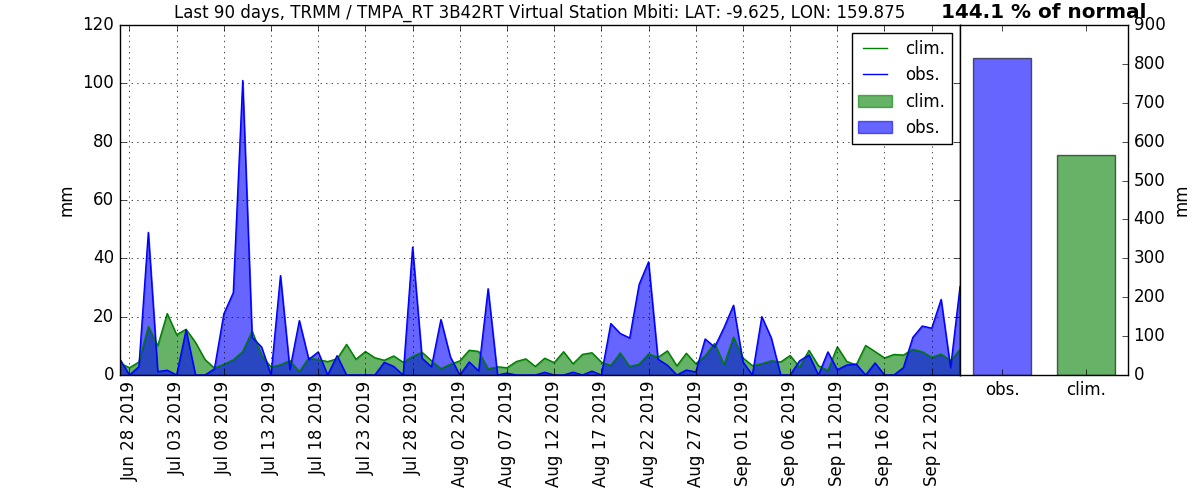 Last 90 days, TRMM / TMPA_RT 3B42RT Virtual Station Mbiti: LAT: -9.625, LON: 159.875
144.1 % of normal
120
100
80
60
40
20
0
mm
clim.
obs.
clim.
obs.
Jun 28 2019
Jul 03 2019
Jul 08 2019
Jul 13 2019
Jul 18 2019
Jul 23 2019
Jul 28 2019
Aug 02 2019
Aug 07 2019
Aug 12 2019
Aug 17 2019
Aug 22 2019
Aug 27 2019
Sep 01 2019
Sep 06 2019
Sep 11 2019
Sep 16 2019
Sep 21 2019
900
800
700
600
500
400
300
200
100
0
mm
obs.
clim.